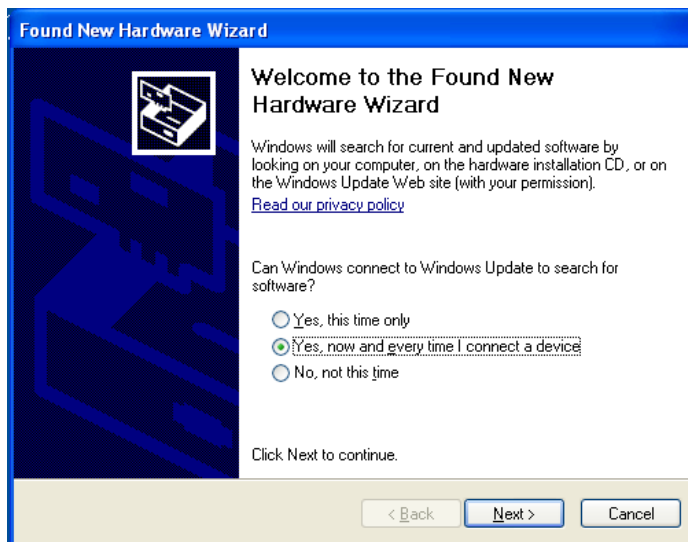 Found New Hardware Wizard
Welcome to the Found New
Hardware Wizard
Windows will search for current and updated software by
looking on your computer, on the hardware installation CD, or on
the Windows Update Web site (with your permission).
Read our privacy policy
Can Windows connect to Windows Update to search for
software?
Yes, this time only
Yes, now and every time I connect a device
No, not this time
Click Next to continue.
< Back
Next >
Cancel